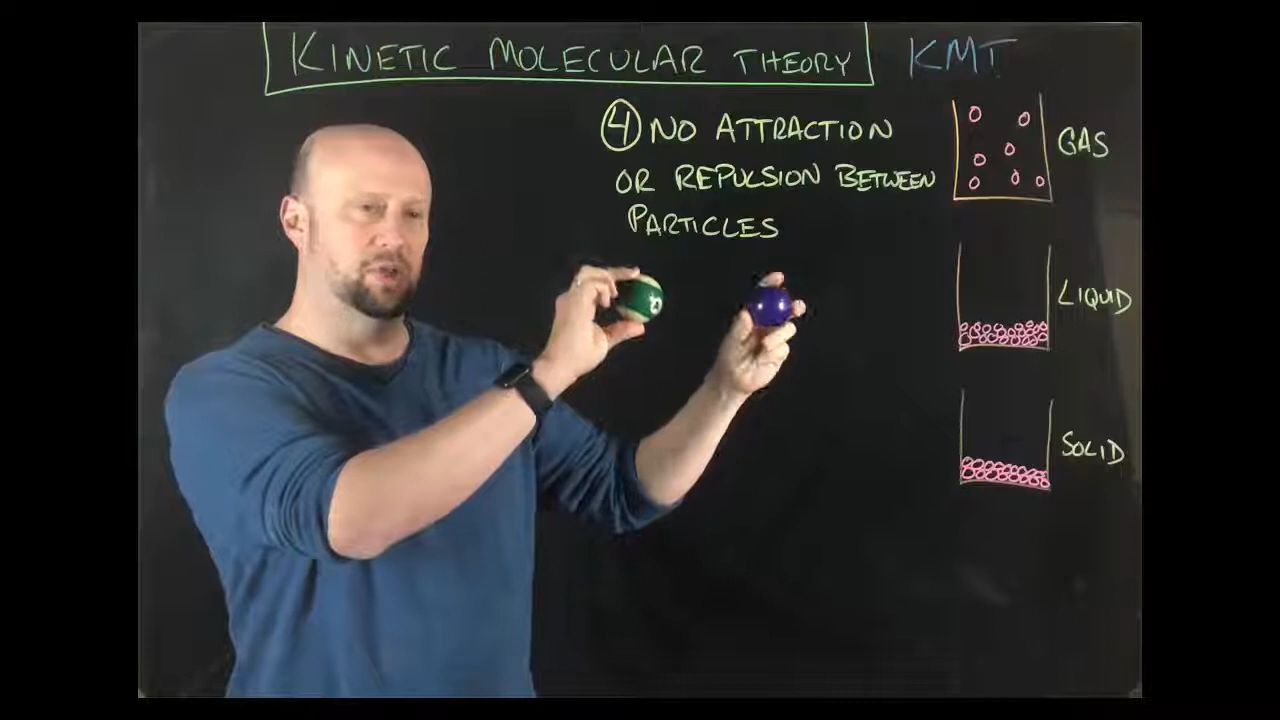 KINETIC MOLECULAR THEORY KMT
④ NO ATTRACTION
OR REPULSION BETWEEN
PARTICLES
GAS
LIQUID
SOLID